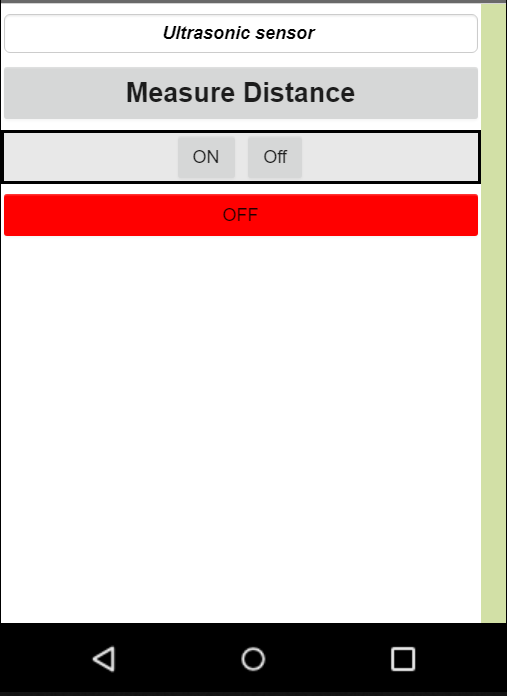 Ultrasonic sensor
Measure Distance
ON Off
OFF